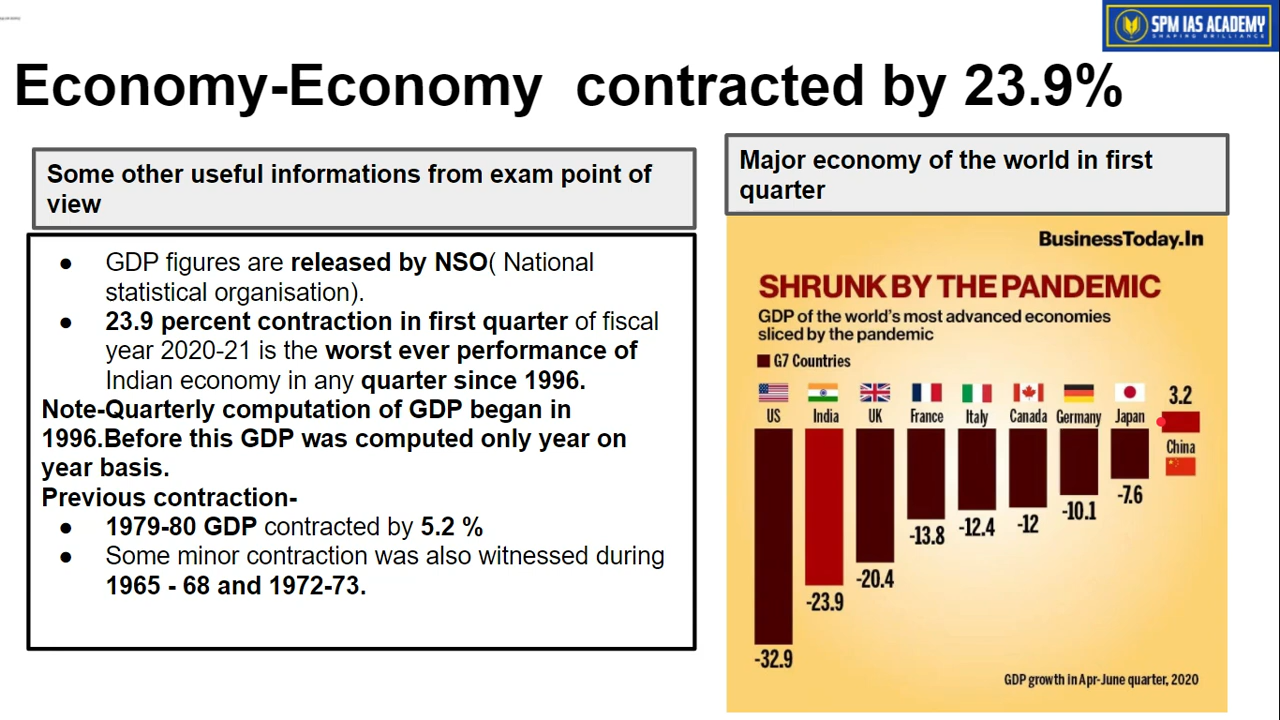 SPM IAS ACADEMY
SHAPING BRILLIANCE
Economy-Economy contracted by 23.9%
Some other useful informations from exam point of
view
● GDP figures are released by NSO( National
statistical organisation).
● 23.9 percent contraction in first quarter of fiscal
year 2020-21 is the worst ever performance of
Indian economy in any quarter since 1996.
Note-Quarterly computation of GDP began in
1996.Before this GDP was computed only year on
year basis.
Previous contraction-
● 1979-80 GDP contracted by 5.2 %
● Some minor contraction was also witnessed during
1965 - 68 and 1972-73.
Major economy of the world in first
quarter
BusinessToday.In
SHRUNK BY THE PANDEMIC
GDP of the world's most advanced economies
sliced by the pandemic
G7 Countries
US India UK France Italy Canada Germany Japan
3.2
China
-7.6
-10.1
-12
-12.4
-13.8
-20.4
-23.9
-32.9
GDP growth in Apr-June quarter, 2020